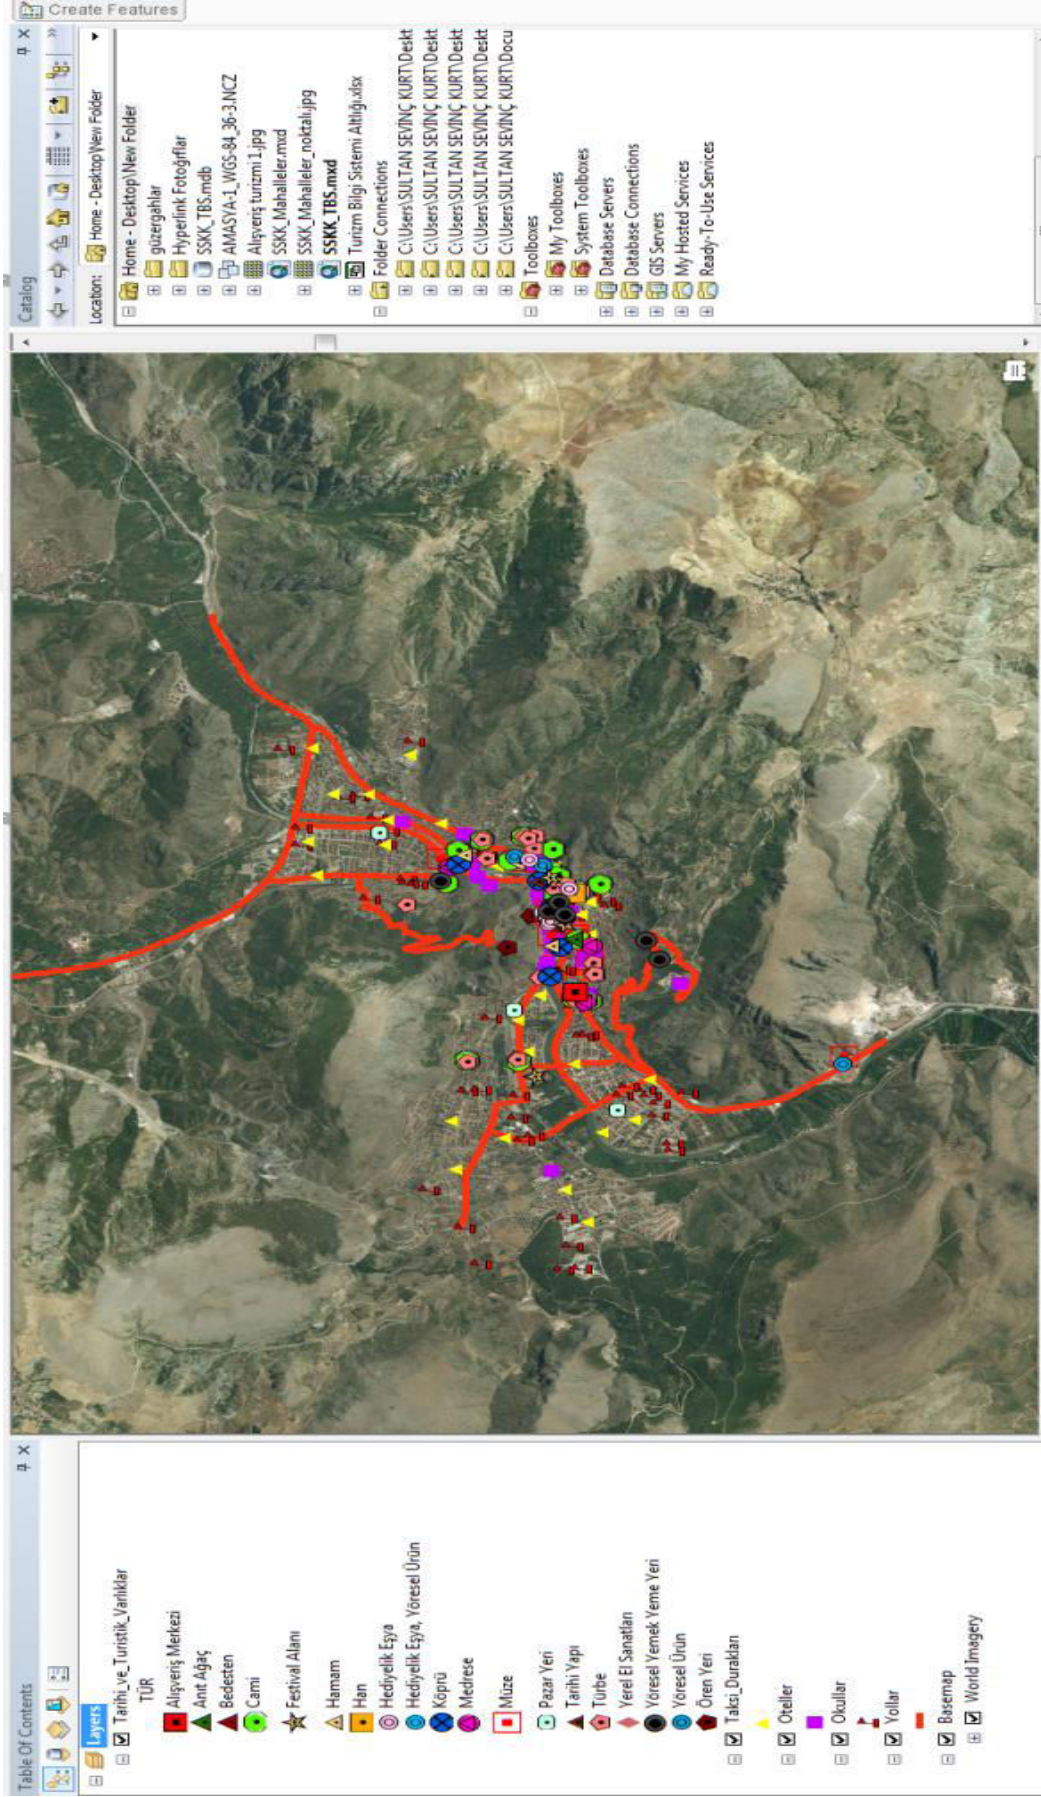 Table Of Contents
Layers
Tarihi_ve_Turistik_Varlıklar
TÜR
Alışveriş Merkezi
Anıt Ağaç
Bedesten
Cami
Festival Alanı
Hamam
Han
Hediyelik Eşya
Hediyelik Eşya, Yöresel Ürün
Köprü
Medrese
Müze
Pazar Yeri
Tarihi Yapı
Türbe
Yerel El Sanatları
Yöresel Yemek Yeme Yeri
Yöresel Ürün
Ören Yeri
Taksi_Durakları
Oteller
Okullar
Yollar
Basemap
World Imagery
Catalog
Location: Home - Desktop\New Folder
Home - Desktop\New Folder
güzergahlar
Hyperlink Fotoğrflar
SSKK_TBS.mdb
AMASYA-1_WGS-84_36-3.NCZ
Alışveriş turizmi 1.jpg
SSKK_Mahalleler.mxd
SSKK_Mahalleler_noktalı.jpg
SSKK_TBS.mxd
Turizm Bilgi Sistemi Altlığı.xlsx
Folder Connections
C:\Users\SULTAN SEVİNÇ KURT\Deskt
C:\Users\SULTAN SEVİNÇ KURT\Deskt
C:\Users\SULTAN SEVİNÇ KURT\Deskt
C:\Users\SULTAN SEVİNÇ KURT\Deskt
C:\Users\SULTAN SEVİNÇ KURT\Docu
Toolboxes
My Toolboxes
System Toolboxes
Database Servers
Database Connections
GIS Servers
My Hosted Services
Ready-To-Use Services
Create Features